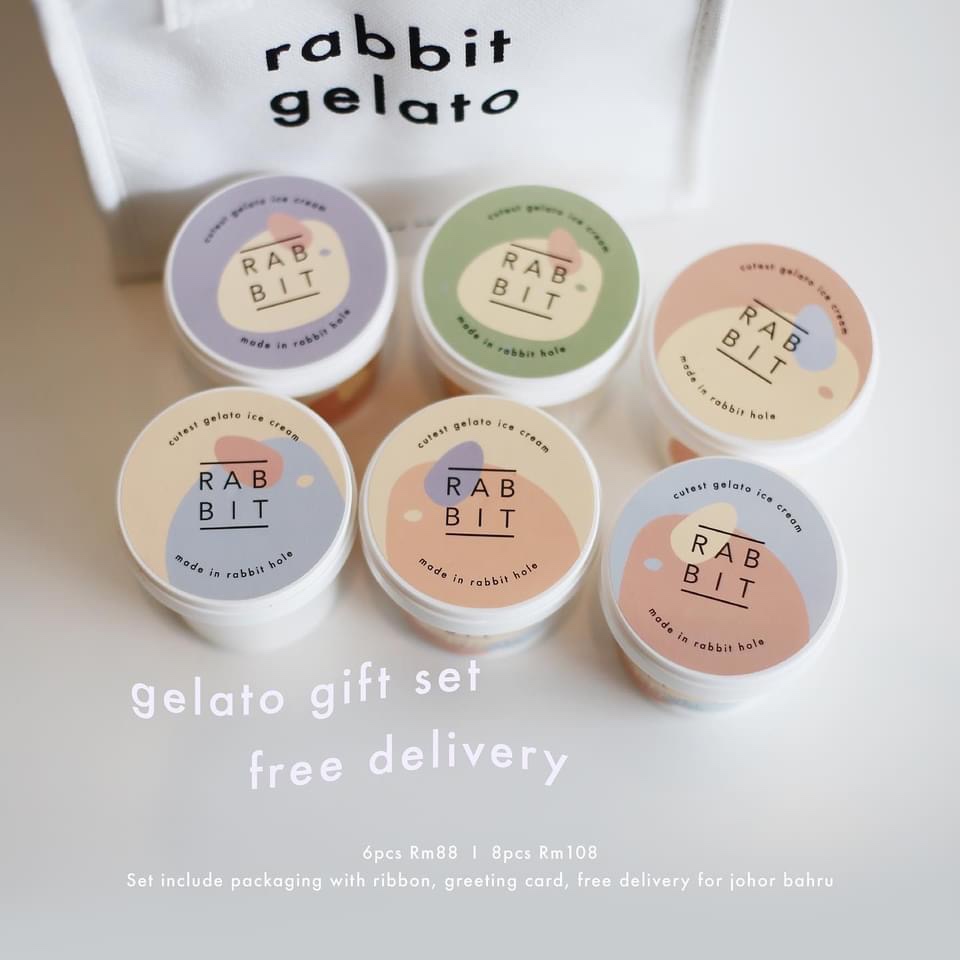 rabbit
gelato
cutest gelato ice cream
RAB
BIT
made in rabbit hole
cutest gelato ice cream
RAB
BIT
made in rabbit hole
cutest gelato ice cream
RAB
BIT
made in rabbit hole
cutest gelato ice cream
RAB
BIT
made in rabbit hole
cutest gelato ice cream
RAB
BIT
made in rabbit hole
cutest gelato ice cream
RAB
BIT
made in rabbit hole
gelato gift set
free delivery
6pcs Rm88 | 8pcs Rm108
Set include packaging with ribbon, greeting card, free delivery for johor bahru